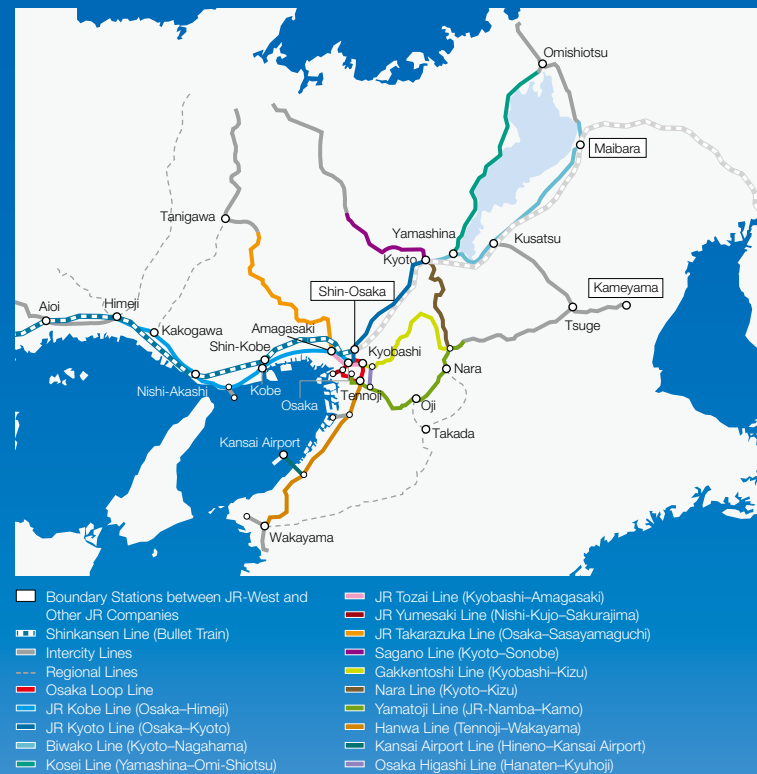 Omishiotsu
Maibara
Tanigawa
Yamashina
Kusatsu
Kyoto
Shin-Osaka
Kameyama
Aioi
Himeji
Tsuge
Kakogawa
Amagasaki
Shin-Kobe
Kyobashi
Nara
Nishi-Akashi
Kobe
Osaka
Tennoji
Oji
Takada
Kansai Airport
Wakayama
Boundary Stations between JR-West and
Other JR Companies
Shinkansen Line (Bullet Train)
Intercity Lines
Regional Lines
Osaka Loop Line
JR Kobe Line (Osaka–Himeji)
JR Kyoto Line (Osaka–Kyoto)
Biwako Line (Kyoto–Nagahama)
Kosei Line (Yamashina–Omi-Shiotsu)
JR Tozai Line (Kyobashi–Amagasaki)
JR Yumesaki Line (Nishi-Kujo–Sakurajima)
JR Takarazuka Line (Osaka–Sasayamaguchi)
Sagano Line (Kyoto–Sonobe)
Gakkentoshi Line (Kyobashi–Kizu)
Nara Line (Kyoto–Kizu)
Yamatoji Line (JR-Namba–Kamo)
Hanwa Line (Tennoji–Wakayama)
Kansai Airport Line (Hineno–Kansai Airport)
Osaka Higashi Line (Hanaten–Kyuhoji)